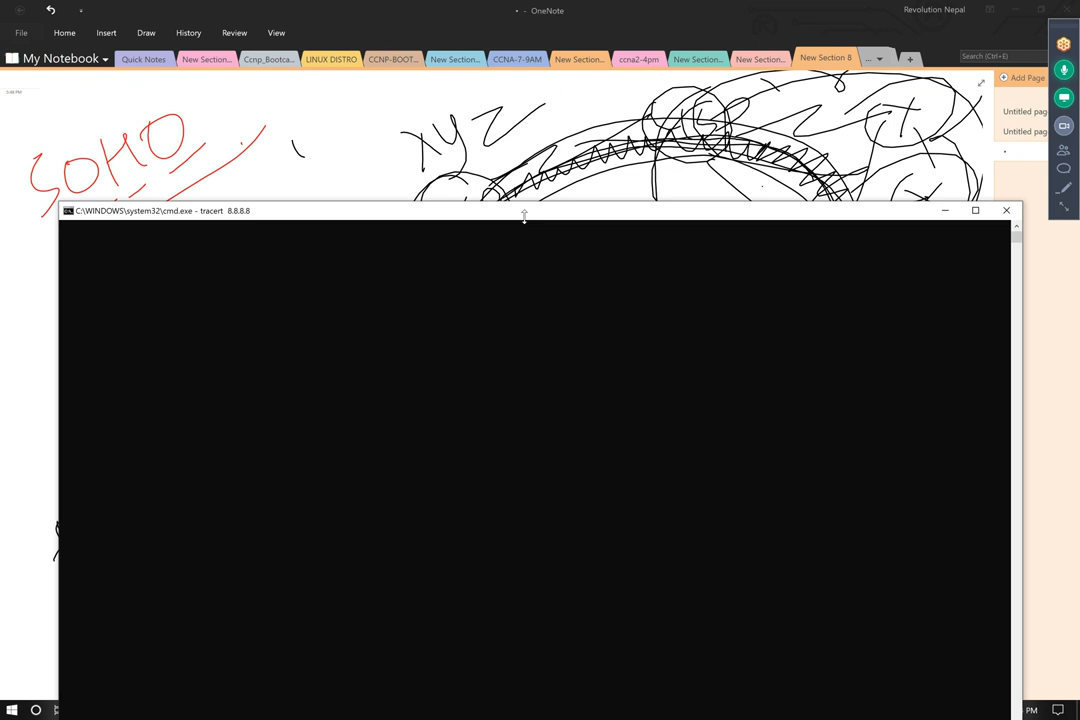 • - OneNote
Revolution Nepal
File Home Insert Draw History Review View
My Notebook
Quick Notes
New Section...
Ccnp_Bootca...
LINUX DISTRO
CCNP-BOOT...
New Section...
CCNA-7-9AM
New Section...
ccna2-4pm
New Section...
New Section...
New Section 8
...
+
Search (Ctrl+E)
Add Page
5:48 PM
Untitled pag
Untitled pag
SOHO
xyz
C:\WINDOWS\system32\cmd.exe - tracert 8.8.8.8
PM